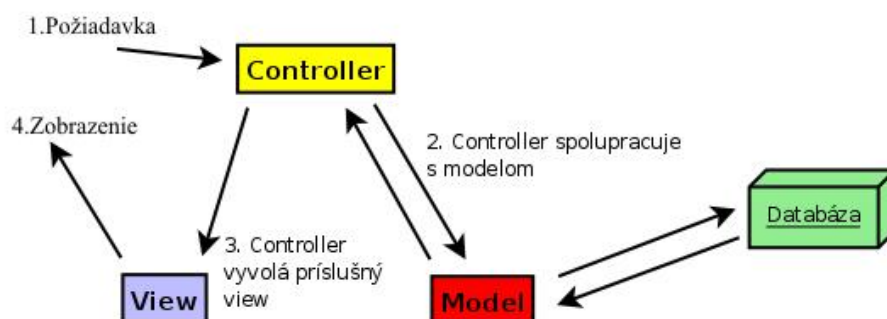 1.Požiadavka
Controller
4.Zobrazenie
2. Controller spolupracuje
s modelom
Databáza
3. Controller
vyvolá príslušný
view
View
Model